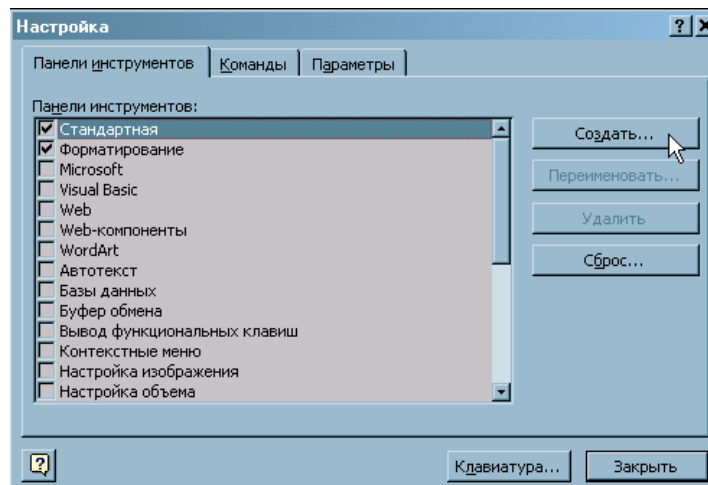 Настройка
Панели инструментов Команды Параметры
Панели инструментов:
Стандартная
Форматирование
Microsoft
Visual Basic
Web
Web-компоненты
WordArt
Автотекст
Базы данных
Буфер обмена
Вывод функциональных клавиш
Контекстные меню
Настройка изображения
Настройка объема
Создать...
Переименовать...
Удалить
Сброс...
Клавиатура... Закрыть